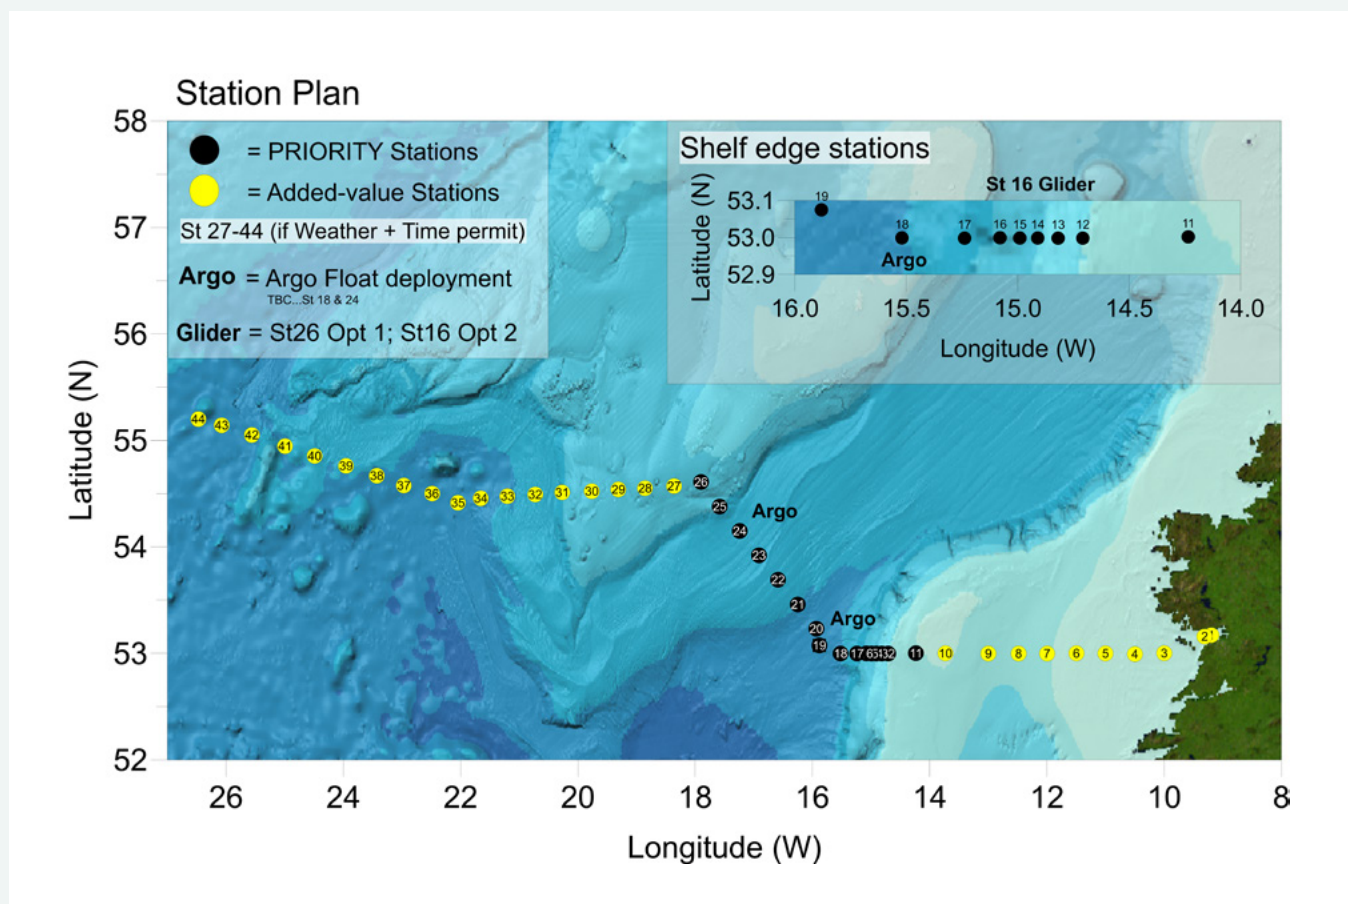 Station Plan
= PRIORITY Stations
= Added-value Stations
St 27-44 (if Weather + Time permit)
Argo = Argo Float deployment
TBC...St 18 & 24
Glider = St26 Opt 1; St16 Opt 2
Shelf edge stations
St 16 Glider
19
18 17 16 15 14 13 12 11
Argo
53.1
53.0
52.9
Latitude (N)
16.0 15.5 15.0 14.5 14.0
Longitude (W)
58
57
56
55
54
53
52
Latitude (N)
44 43 42 41 40 39 38 37 36 35 34 33 32 31 30 29 28 27 26
25
Argo
24
23
22
21
20
Argo
19
18 17 11 10 9 8 7 6 5 4 3
2
26 24 22 20 18 16 14 12 10 8
Longitude (W)